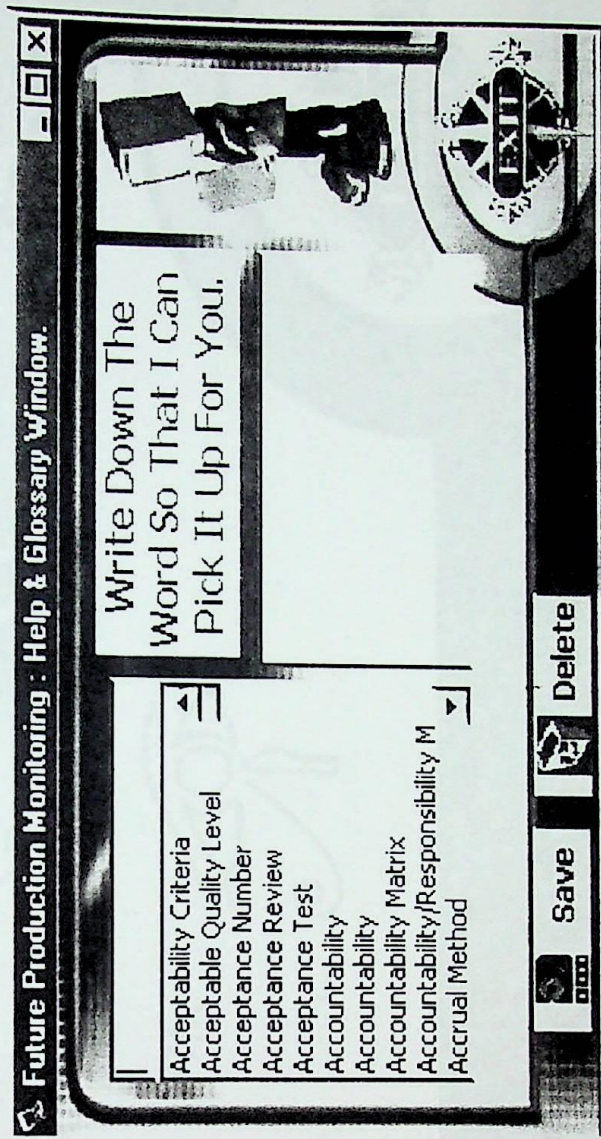 Future Production Monitoring : Help & Glossary Window.
Write Down The
Word So That I Can
Pick It Up For You.
Acceptability Criteria
Acceptable Quality Level
Acceptance Number
Acceptance Review
Acceptance Test
Accountability
Accountability
Accountability Matrix
Accountability/Responsibility M
Accrual Method
EXIT
Save
Delete